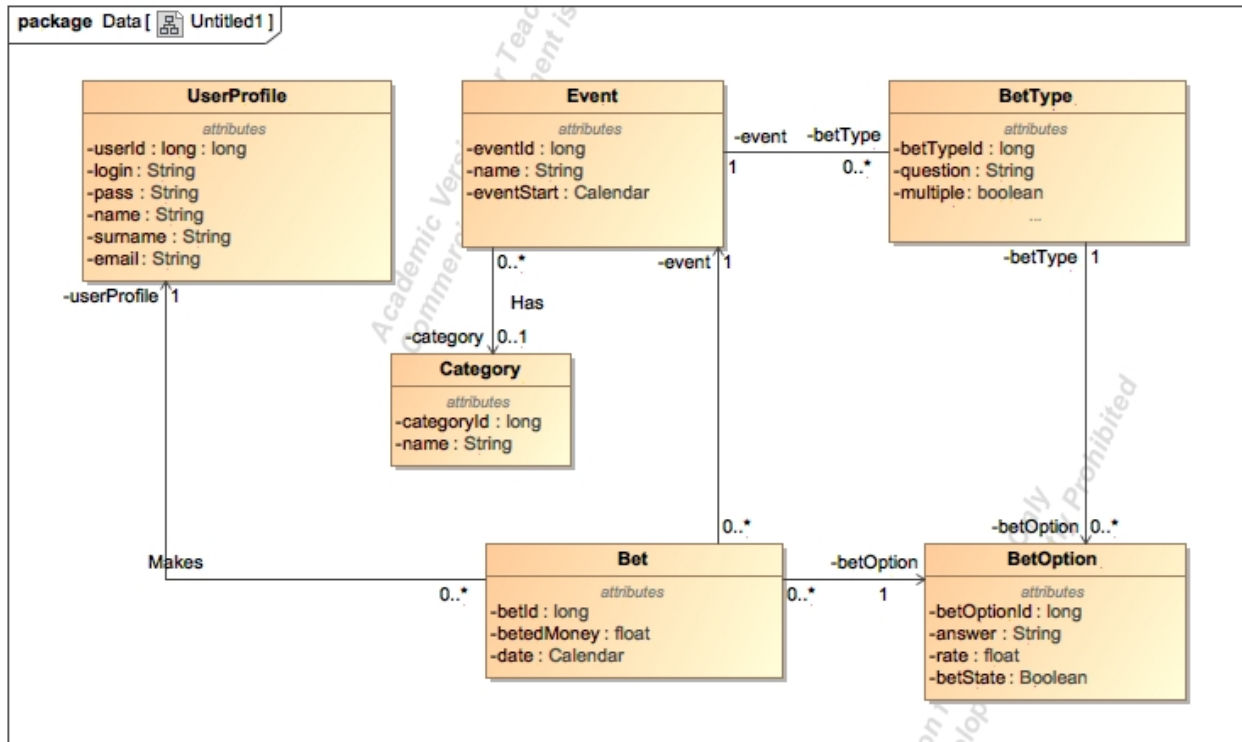 package Data [ Untitled1 ]
UserProfile
attributes
-userId : long : long
-login : String
-pass : String
-name : String
-surname : String
-email : String
Event
attributes
-eventId : long
-name : String
-eventStart : Calendar
BetType
attributes
-betTypeId : long
-question : String
-multiple : boolean
...
-event
1
-betType
0..*
-userProfile
1
0..*
Has
-category
0..1
-event
1
-betType
1
Category
attributes
-categoryId : long
-name : String
Makes
0..*
0..*
-betOption
0..*
Bet
attributes
-betId : long
-betedMoney : float
-date : Calendar
0..*
-betOption
1
BetOption
attributes
-betOptionId : long
-answer : String
-rate : float
-betState : Boolean
Academic
Prohibited